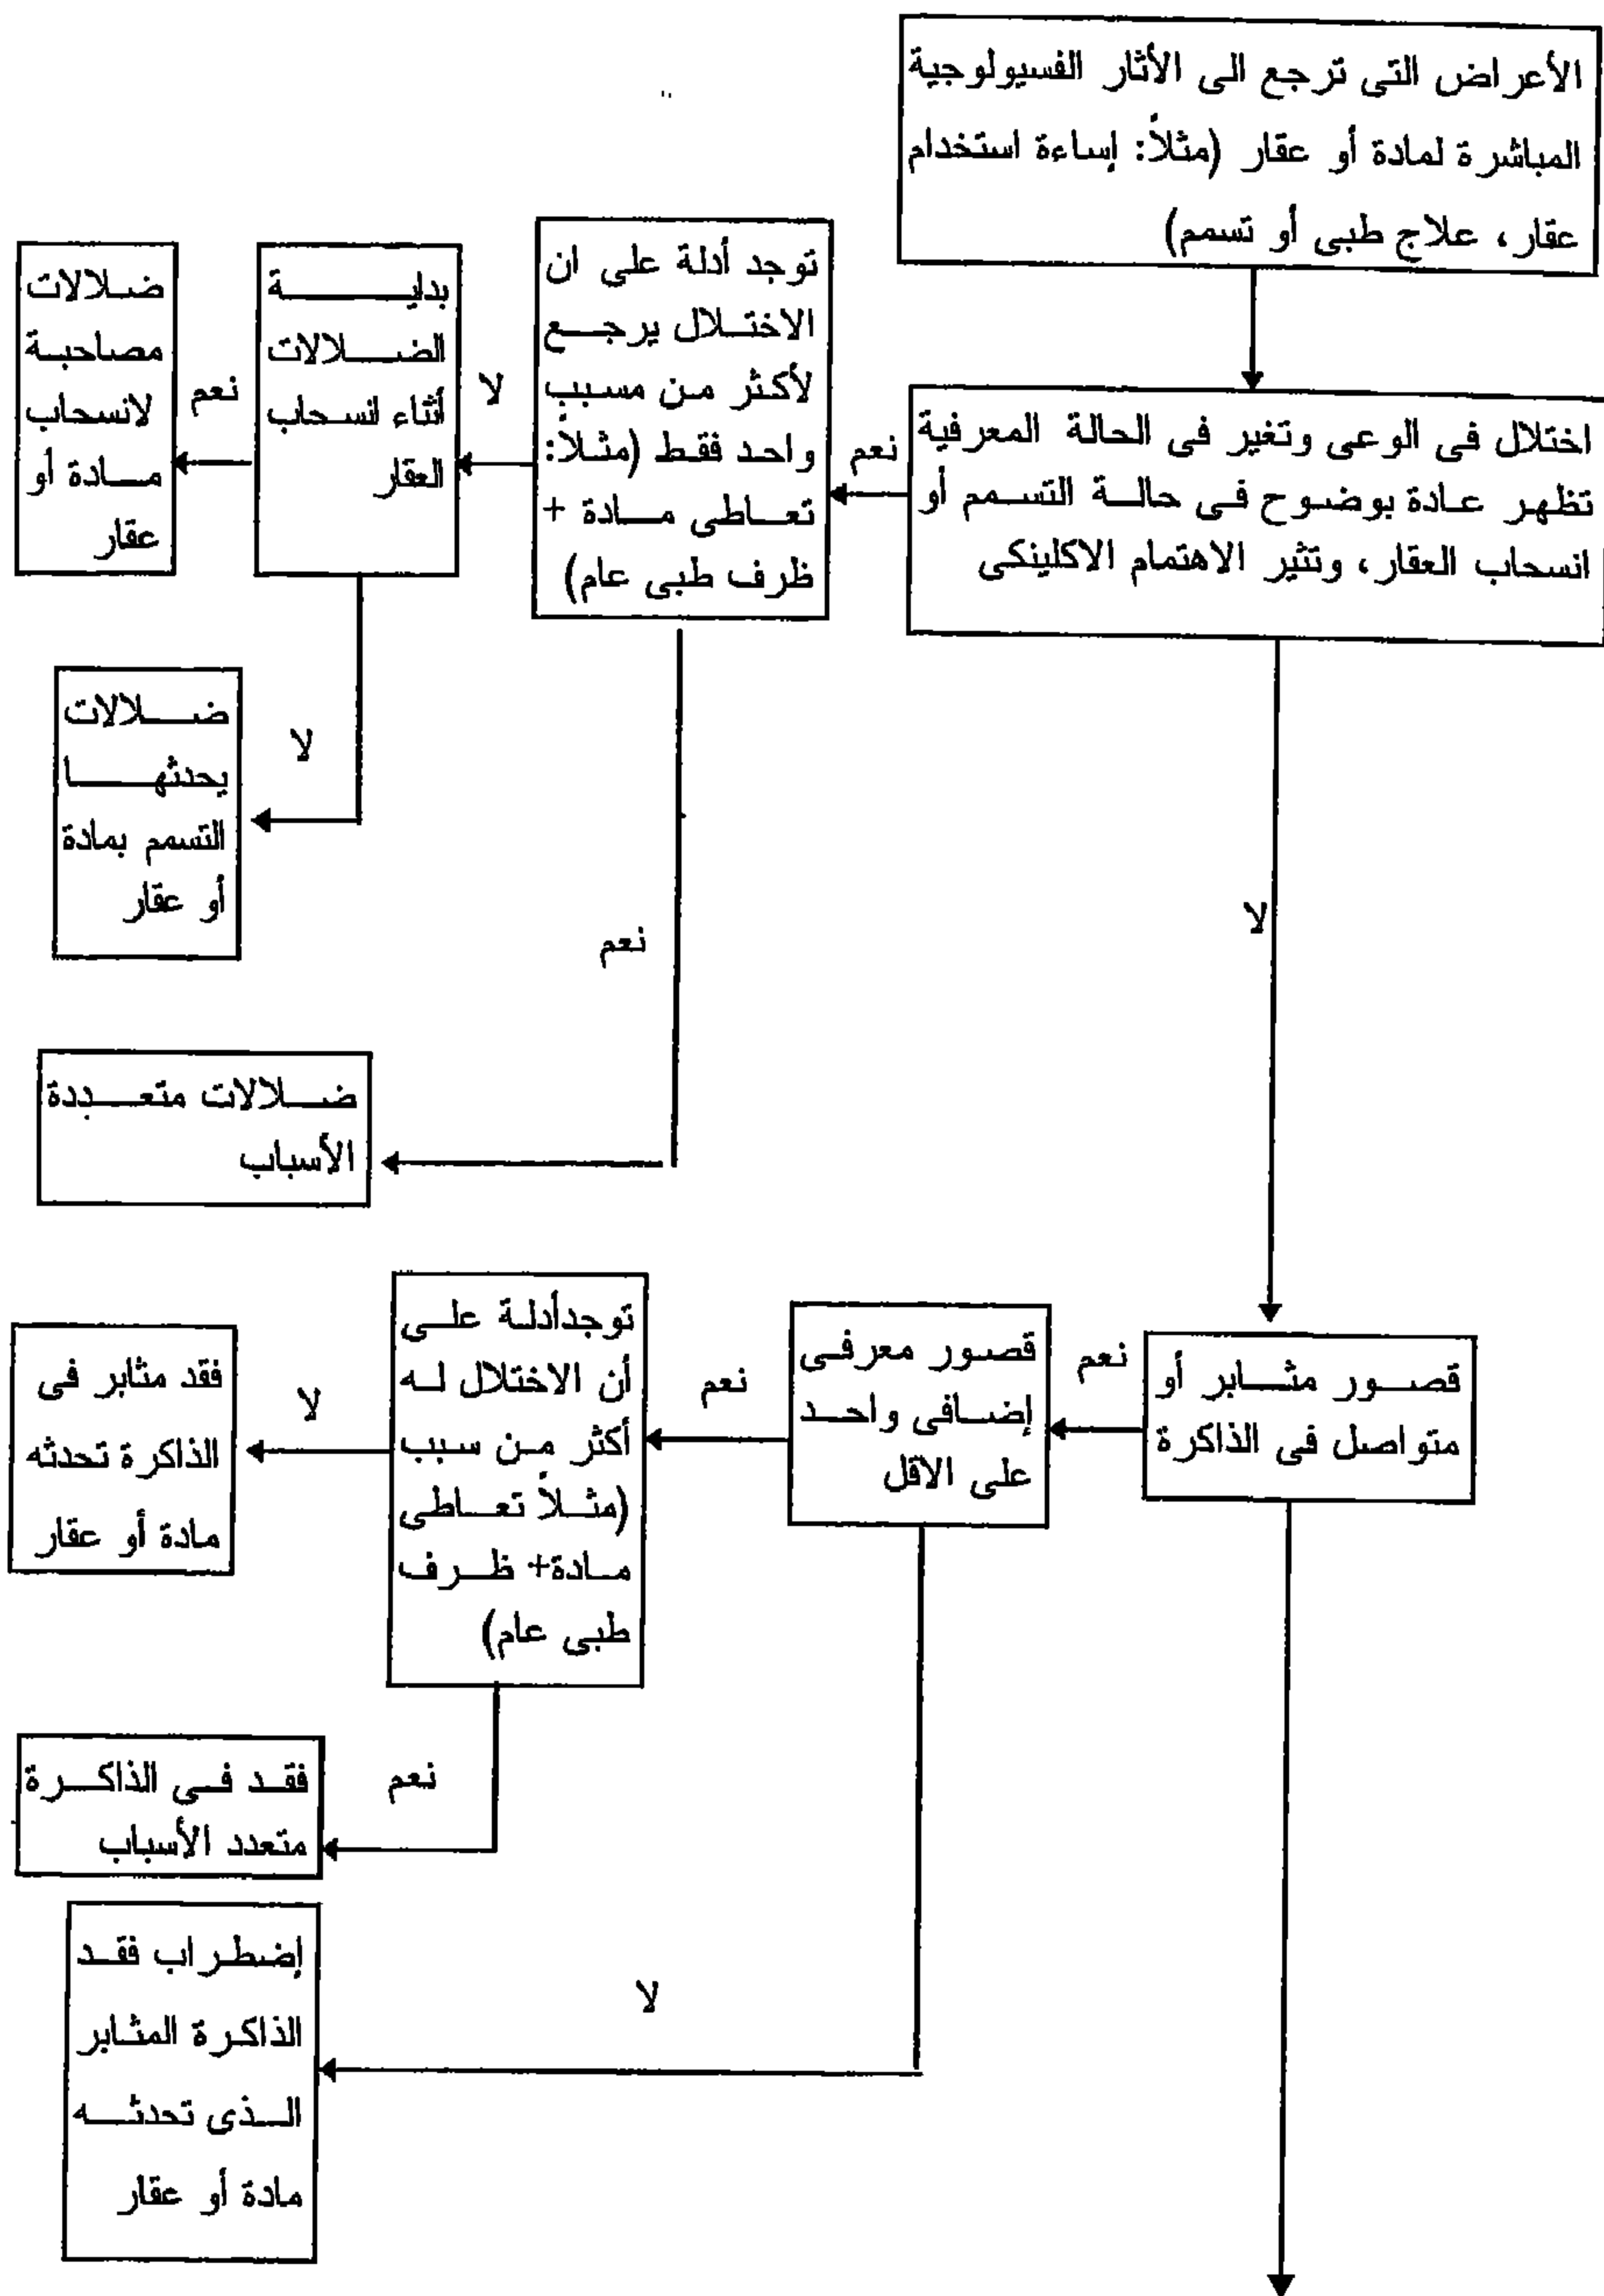 الأعراض التى ترجع الى الأثار الفسيولوجية
المباشرة لمادة أو عقار (مثلاً: إساءة استخدام
عقار، علاج طبى أو تسمم)
اختلال فى الوعى وتغير فى الحالة المعرفية
تظهر عادة بوضوح فى حالة التسمم أو
انسحاب العقار، وتثير الاهتمام الاكلينكى
نعم
توجد أدلة على ان
الاختلال يرجع
لأكثر من مسبب
واحد فقط (مثلاً:
تعاطى مادة +
ظرف طبى عام)
لا
بداية
الضلالات
أثناء انسحاب
العقار
نعم
ضلالات
مصاحبة
لانسحاب
مادة أو
عقار
لا
ضلالات
يحدثها
التسمم بمادة
أو عقار
نعم
ضلالات متعددة
الأسباب
لا
قصور مثابر أو
متواصل فى الذاكرة
نعم
قصور معرفى
إضافى واحد
على الاقل
نعم
توجدأدلة على
أن الاختلال له
أكثر من سبب
(مثلاً تعاطى
مادة+ ظرف
طبى عام)
لا
فقد مثابر فى
الذاكرة تحدثه
مادة أو عقار
نعم
فقد فى الذاكرة
متعدد الأسباب
لا
إضطراب فقد
الذاكرة المثابر
الذى تحدثه
مادة أو عقار